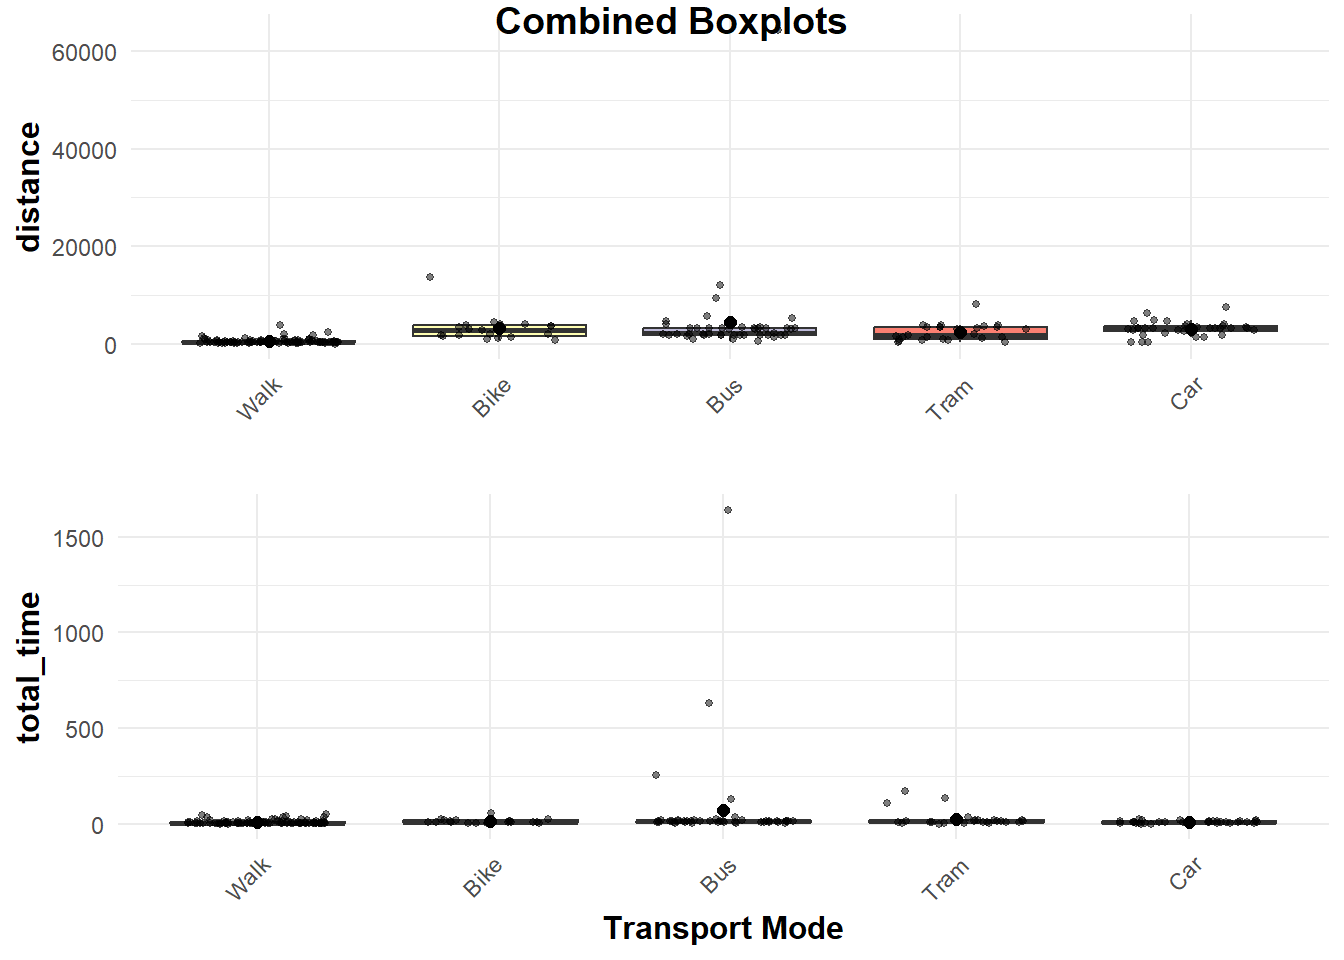 Combined Boxplots
distance
60000
40000
20000
0
Walk
Bike
Bus
Tram
Car
total_time
1500
1000
500
0
Walk
Bike
Bus
Tram
Car
Transport Mode